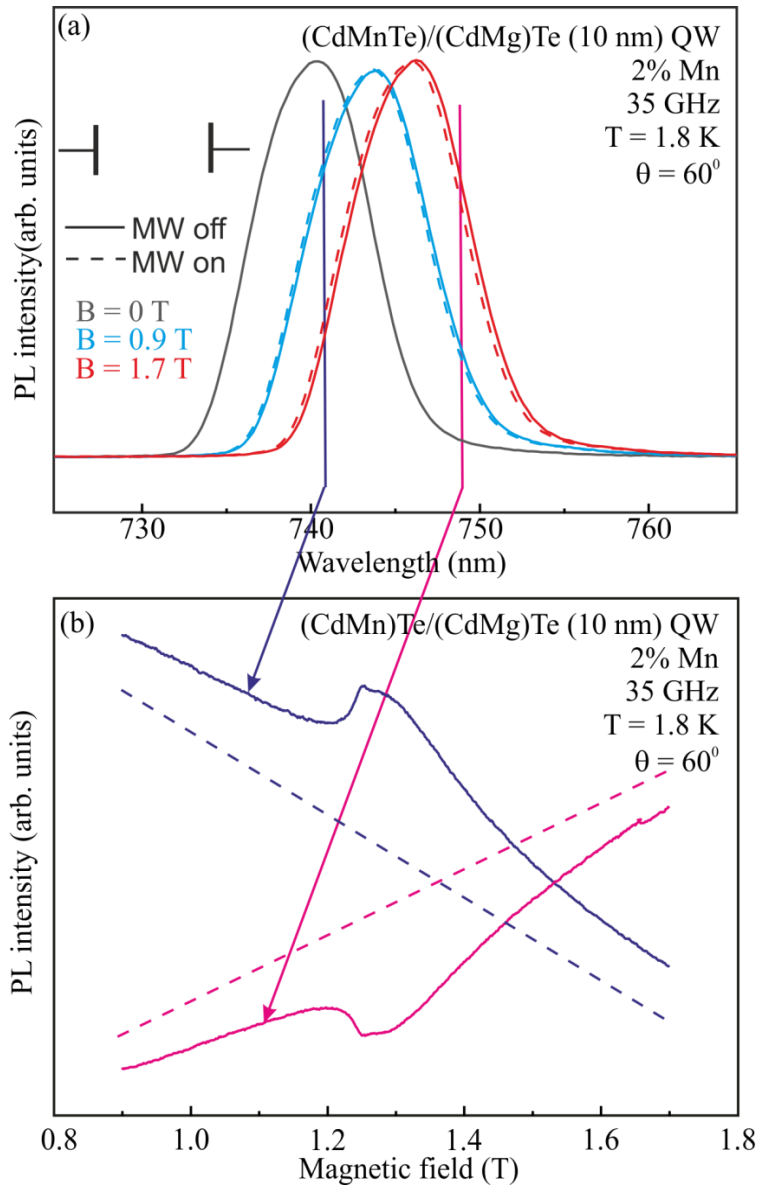 (a)
(CdMnTe)/(CdMg)Te (10 nm) QW
2% Mn
35 GHz
T = 1.8 K
θ = 60⁰
MW off
MW on
B = 0 T
B = 0.9 T
B = 1.7 T
PL intensity(arb. units)
730 740 750 760
Wavelength (nm)
(b)
(CdMn)Te/(CdMg)Te (10 nm) QW
2% Mn
35 GHz
T = 1.8 K
θ = 60⁰
PL intensity (arb. units)
0.8 1.0 1.2 1.4 1.6 1.8
Magnetic field (T)